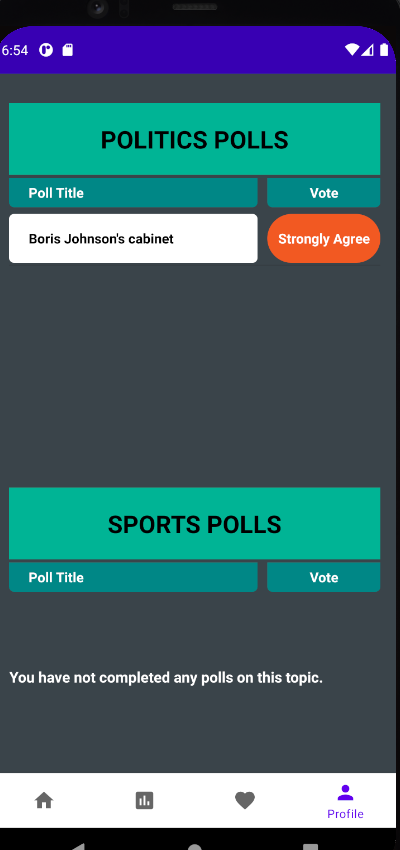 6:54
POLITICS POLLS
Poll Title Vote
Boris Johnson's cabinet Strongly Agree
SPORTS POLLS
Poll Title Vote
You have not completed any polls on this topic.
Profile